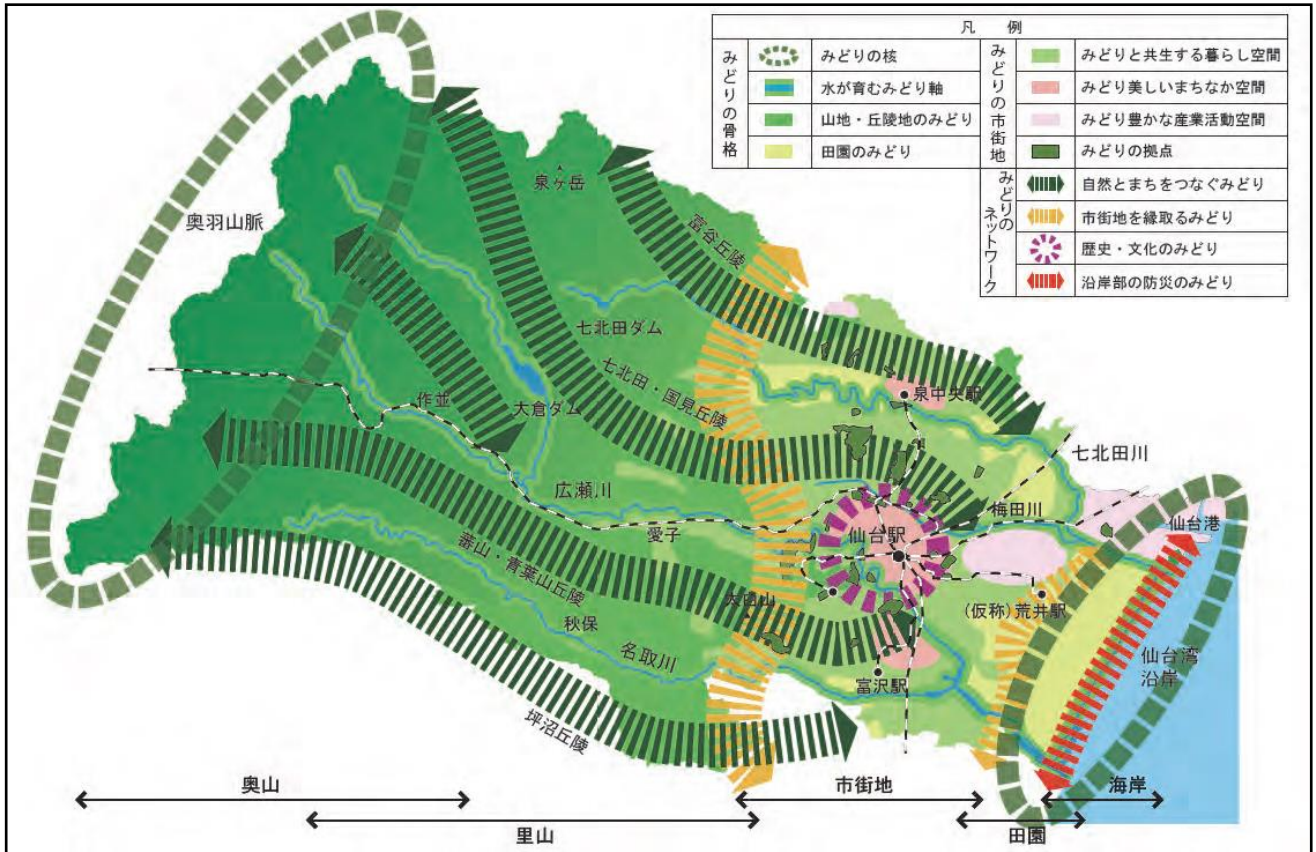 凡 例
みどりの骨格
みどりの核
水が育むみどり軸
山地・丘陵地のみどり
田園のみどり
みどりの市街地
みどりと共生する暮らし空間
みどり美しいまちなか空間
みどり豊かな産業活動空間
みどりの拠点
みどりのネットワーク
自然とまちをつなぐみどり
市街地を縁取るみどり
歴史・文化のみどり
沿岸部の防災のみどり
泉ヶ岳
奥羽山脈
富谷丘陵
七北田ダム
七北田・国見丘陵
作並
大倉ダム
泉中央駅
七北田川
広瀬川
梅田川
仙台港
愛子
仙台駅
蕃山・青葉山丘陵
太白山
(仮称)荒井駅
秋保
名取川
富沢駅
仙台湾
沿岸
坪沼丘陵
奥山
市街地
海岸
里山
田園